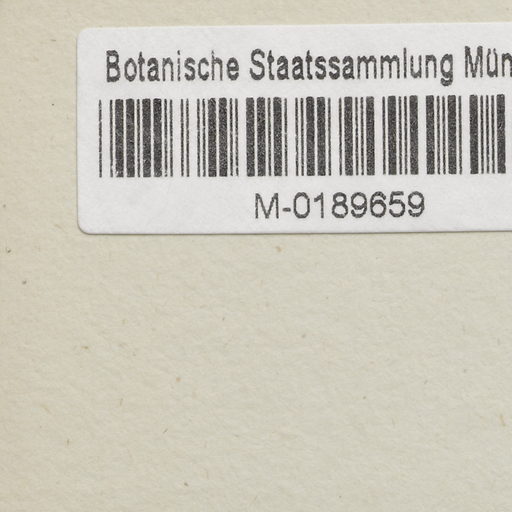 Botanische Staatssammlung Mün
M-0189659